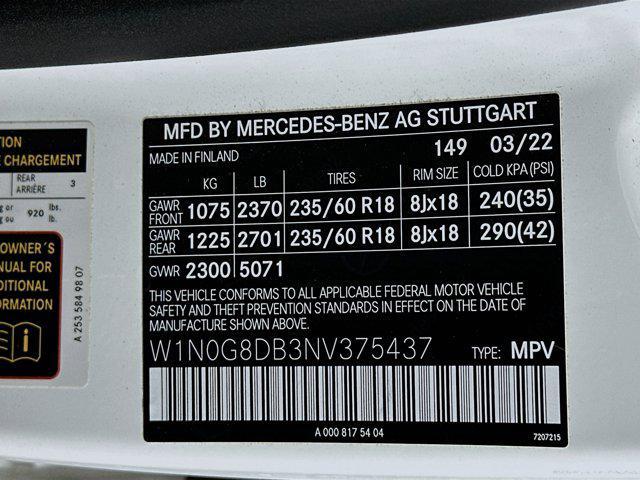 TION
E CHARGEMENT
REAR
ARRIÈRE 3
g or
g ou 920 lbs.
lb.
OWNER´S
NUAL FOR
DITIONAL
ORMATION
A 253 584 98 07
MFD BY MERCEDES-BENZ AG STUTTGART
MADE IN FINLAND 149 03/22
KG LB TIRES RIM SIZE COLD KPA(PSI)
GAWR FRONT 1075 2370 235/60 R18 8Jx18 240(35)
GAWR REAR 1225 2701 235/60 R18 8Jx18 290(42)
GVWR 2300 5071
THIS VEHICLE CONFORMS TO ALL APPLICABLE FEDERAL MOTOR VEHICLE
SAFETY AND THEFT PREVENTION STANDARDS IN EFFECT ON THE DATE OF
MANUFACTURE SHOWN ABOVE.
W1N0G8DB3NV375437 TYPE: MPV
A 000 817 54 04
7207215